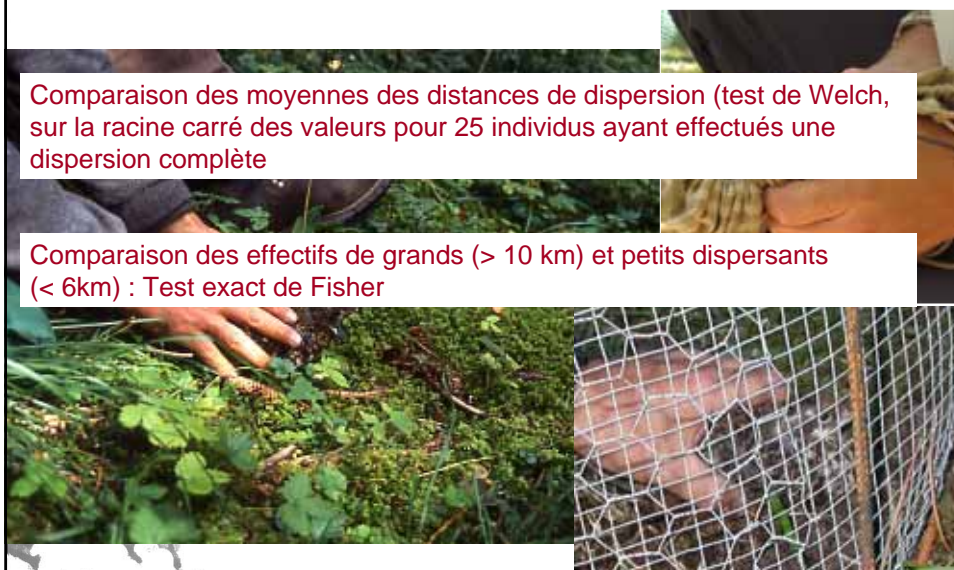 Comparaison des moyennes des distances de dispersion (test de Welch,
sur la racine carré des valeurs pour 25 individus ayant effectués une
dispersion complète
Comparaison des effectifs de grands (> 10 km) et petits dispersants
(< 6km) : Test exact de Fisher